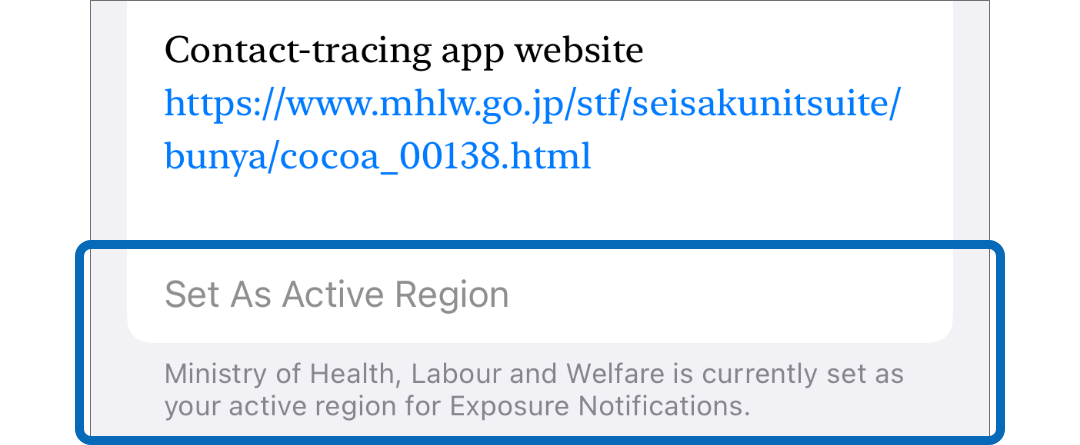 Contact-tracing app website
https://www.mhlw.go.jp/stf/seisakunitsuite/
bunya/cocoa_00138.html
Set As Active Region
Ministry of Health, Labour and Welfare is currently set as
your active region for Exposure Notifications.